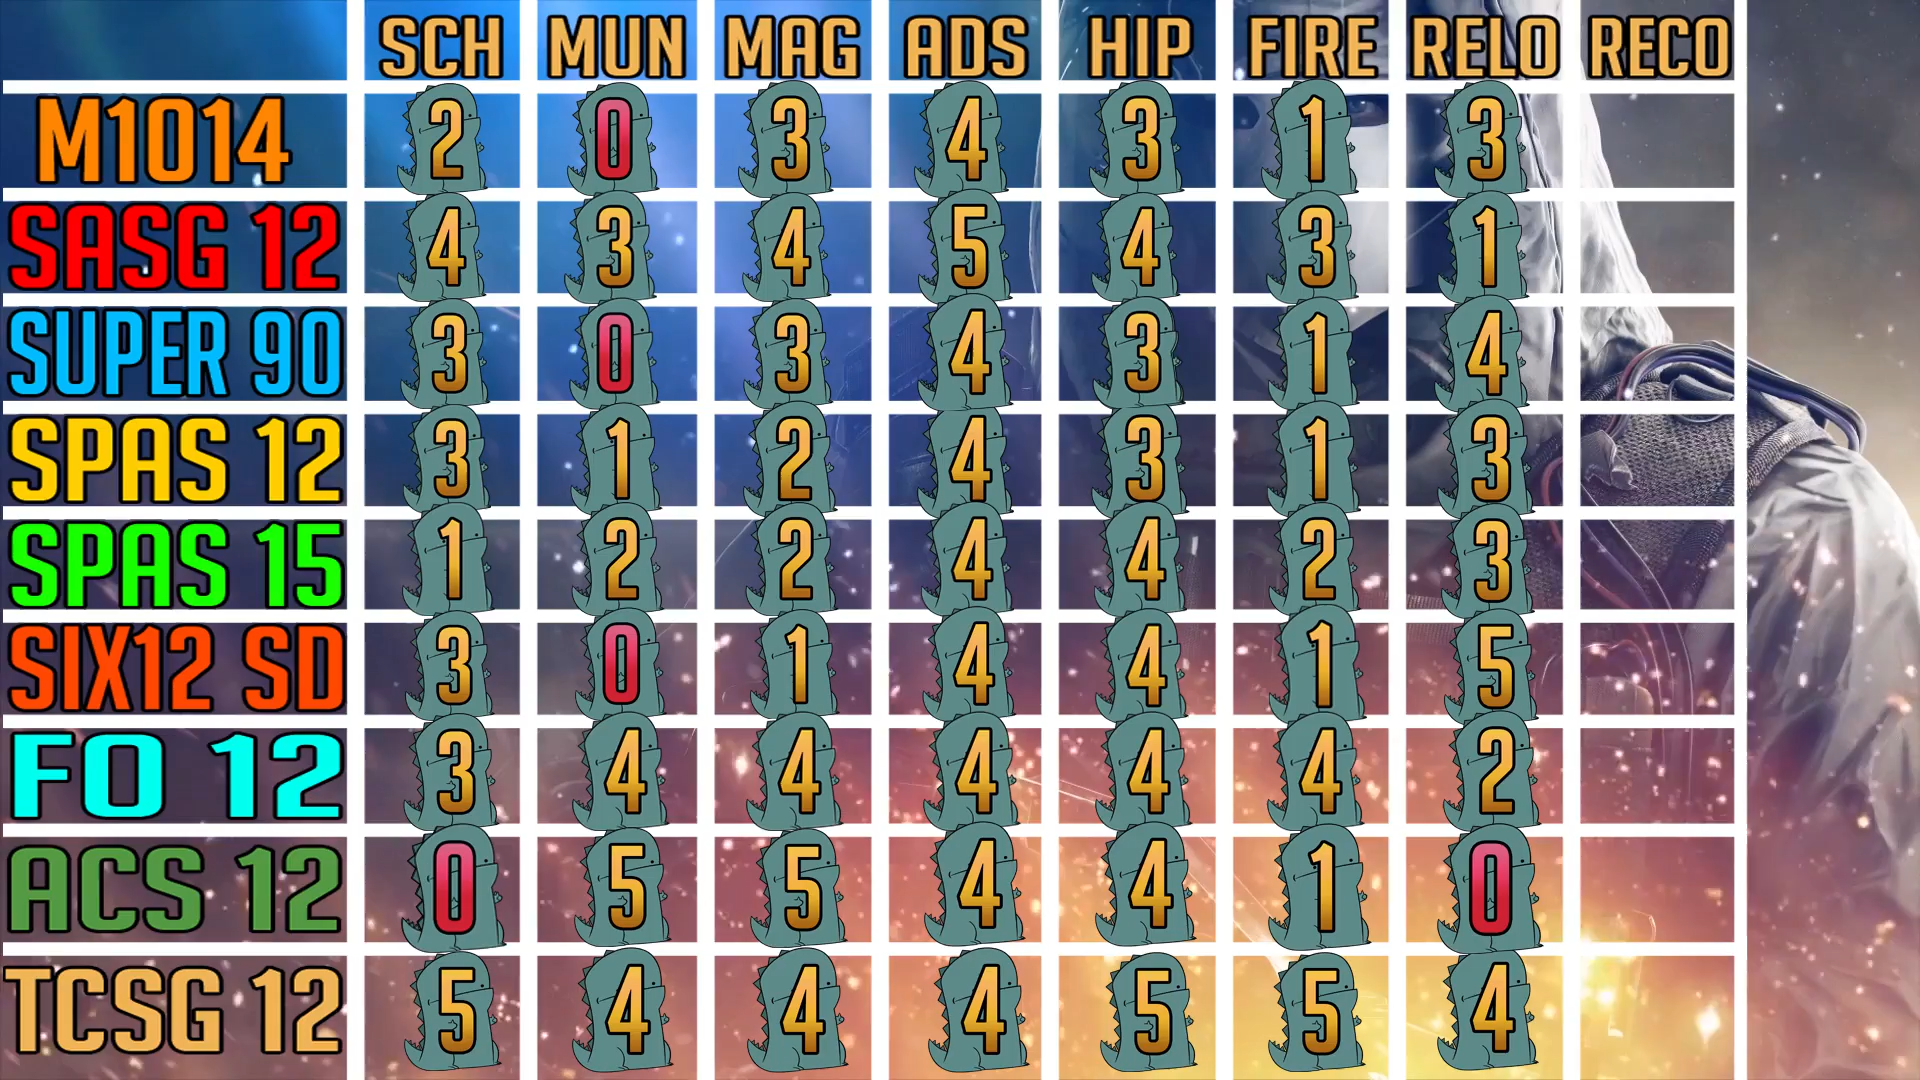 SCH MUN MAG ADS HIP FIRE RELO RECO
M1014 2 0 3 4 3 1 3
SASG 12 4 3 4 5 4 3 1
SUPER 90 3 0 3 4 3 1 4
SPAS 12 3 1 2 4 3 1 3
SPAS 15 1 2 2 4 4 2 3
SIX12 SD 3 0 1 4 4 1 5
FO 12 3 4 4 4 4 4 2
ACS 12 0 5 5 4 4 1 0
TCSG 12 5 4 4 4 5 5 4